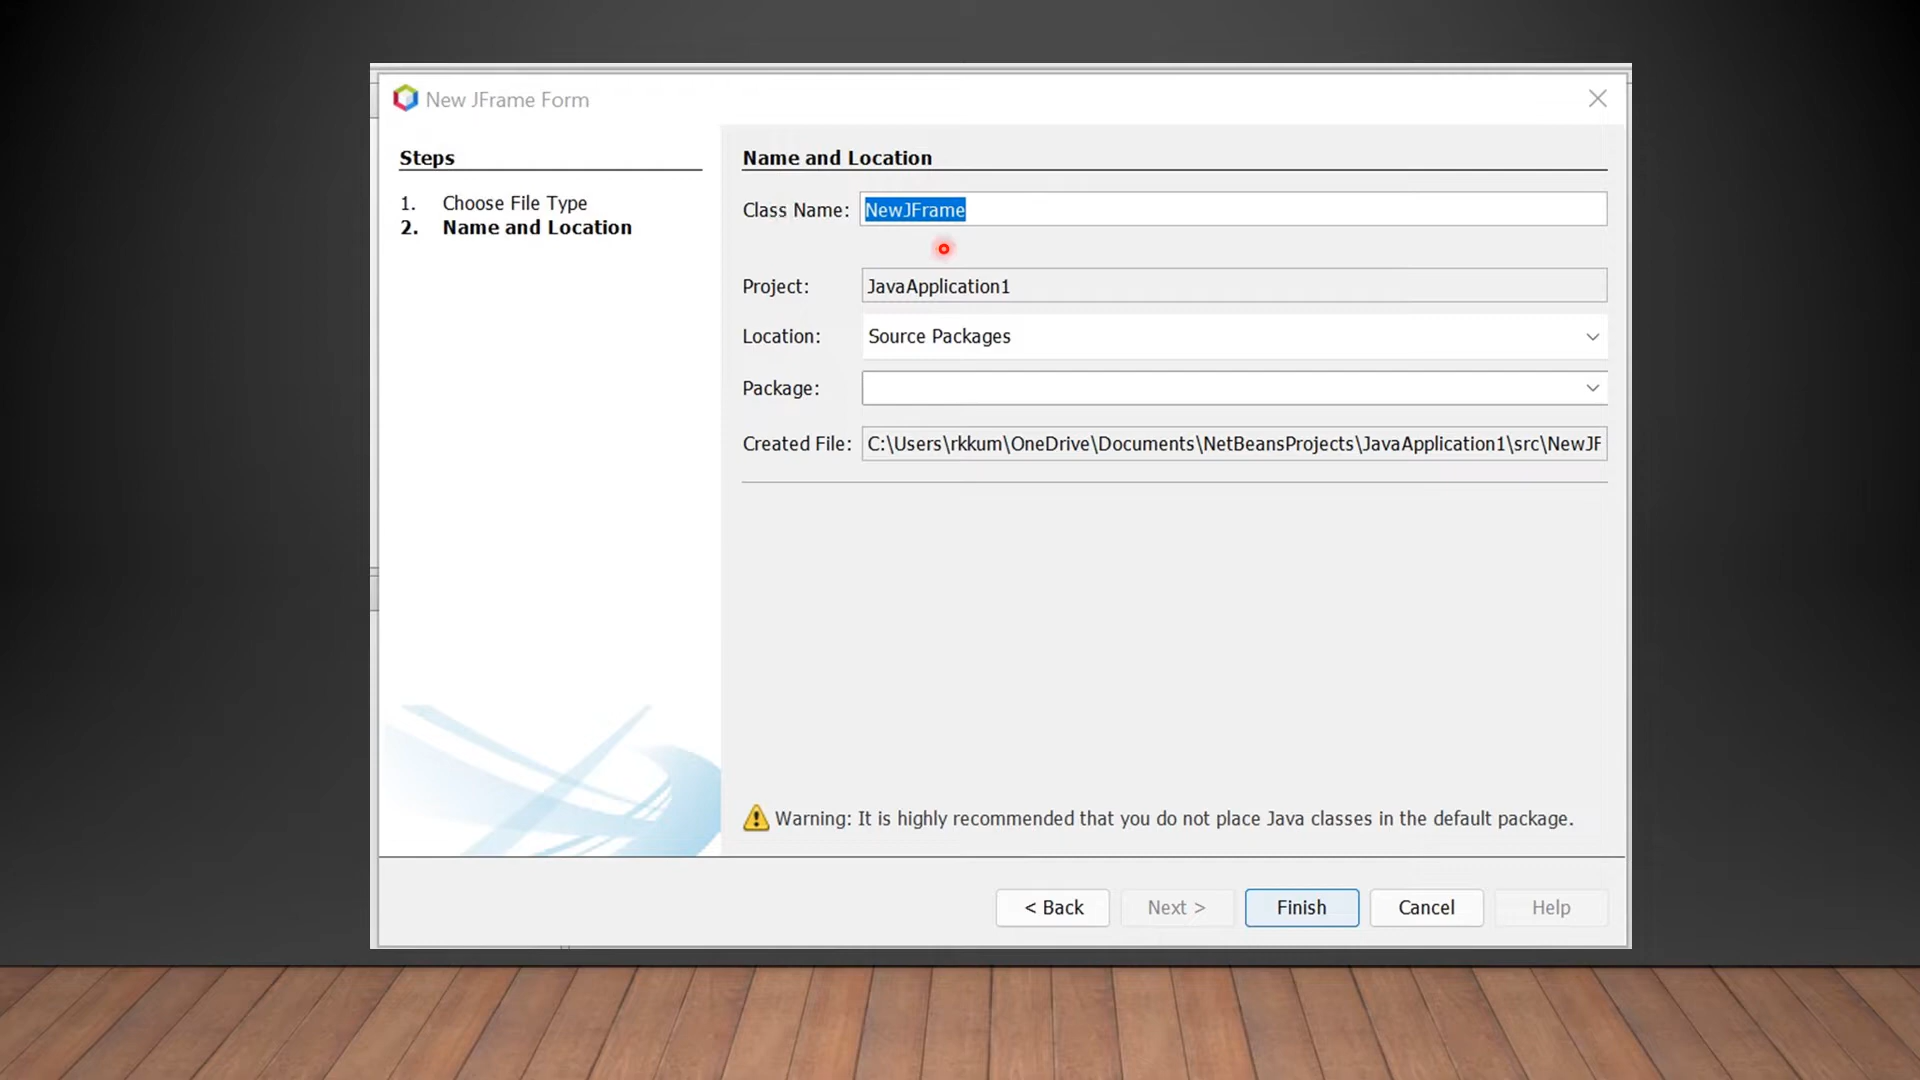 New JFrame Form
Steps
1. Choose File Type
2. Name and Location
Name and Location
Class Name: NewJFrame
Project: JavaApplication1
Location: Source Packages
Package:
Created File: C:\Users\rkkum\OneDrive\Documents\NetBeansProjects\JavaApplication1\src\NewJF
Warning: It is highly recommended that you do not place Java classes in the default package.
< Back Next > Finish Cancel Help